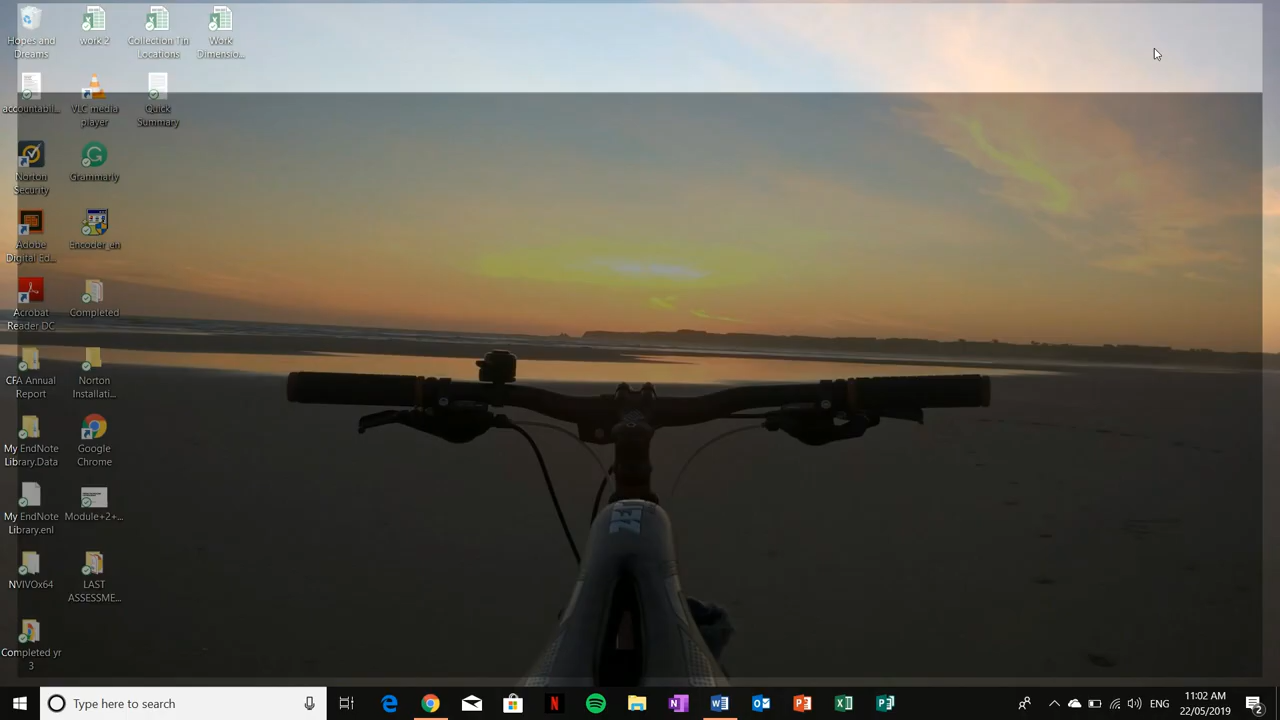 Hopes and
Dreams
work 2
Collection Tin
Locations
Work
Dimensio...
accountabili...
VLC media
player
Quick
Summary
Norton
Security
Grammarly
Adobe
Digital Ed...
Encoder_en
Acrobat
Reader DC
Completed
CFA Annual
Report
Norton
Installati...
My EndNote
Library.Data
Google
Chrome
My EndNote
Library.enl
Module+2+...
NVIVOx64
LAST
ASSESSME...
Completed yr
3
Type here to search
ENG
11:02 AM
22/05/2019
2